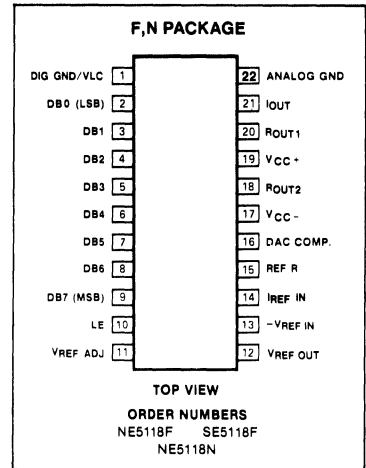 F,N PACKAGE
DIG GND/VLC 1
22 ANALOG GND
DB0 (LSB) 2
21 IOUT
DB1 3
20 ROUT1
DB2 4
19 VCC +
DB3 5
18 ROUT2
DB4 6
17 VCC-
DB5 7
16 DAC COMP.
DB6 8
15 REF R
DB7 (MSB) 9
14 IREF IN
LE 10
13 -VREF IN
VREF ADJ 11
12 VREF OUT
TOP VIEW
ORDER NUMBERS
NE5118F SE5118F
NE5118N